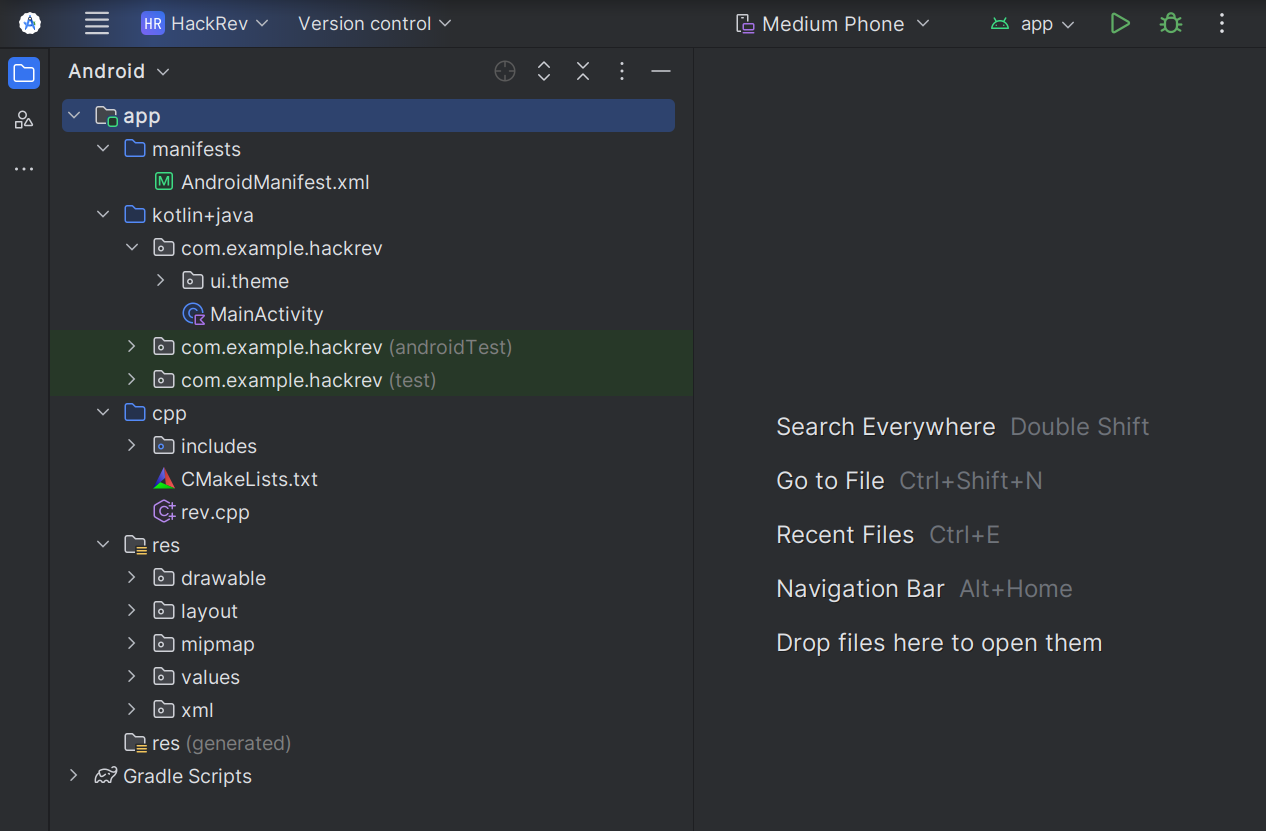 HR HackRev Version control Medium Phone app
Android
app
manifests
M AndroidManifest.xml
kotlin+java
com.example.hackrev
ui.theme
MainActivity
com.example.hackrev (androidTest)
com.example.hackrev (test)
cpp
includes
CMakeLists.txt
rev.cpp
res
drawable
layout
mipmap
values
xml
res (generated)
Gradle Scripts
Search Everywhere Double Shift
Go to File Ctrl+Shift+N
Recent Files Ctrl+E
Navigation Bar Alt+Home
Drop files here to open them